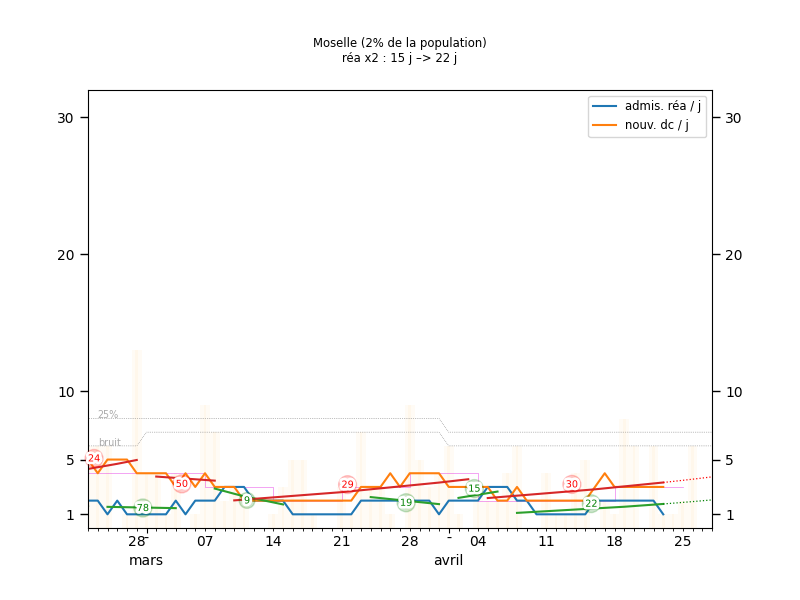 Moselle (2% de la population)
réa x2 : 15 j –> 22 j
admis. réa / j
nouv. dc / j
30 30
20 20
10 10
25%
bruit
5 5
24
50
29
30
15
78
9
19
22
1 1
28 07 14 21 28 04 11 18 25
mars avril